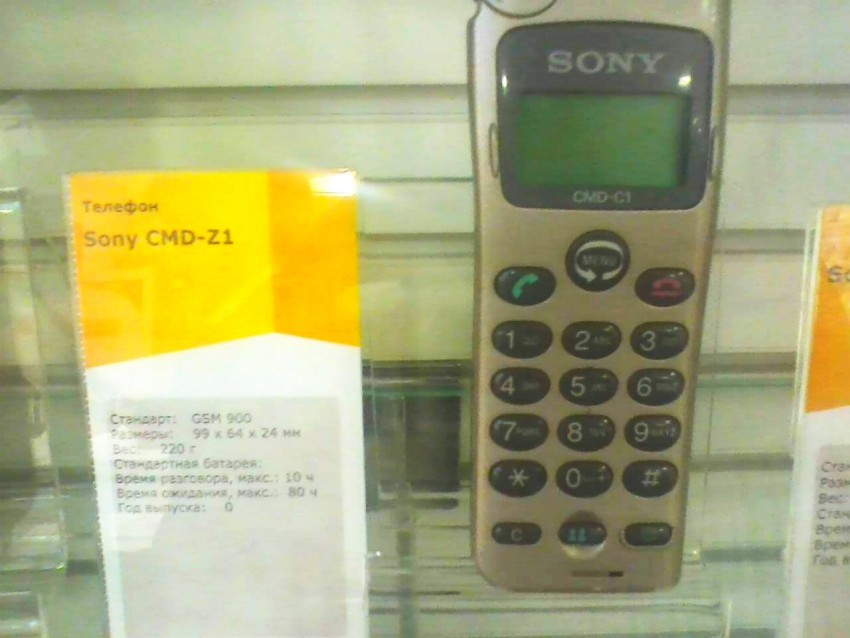 Телефон
Sony CMD-Z1
Стандарт: GSM 900
Размеры: 99 x 64 x 24 мм
Вес: 220 г
Стандартная батарея:
Время разговора, макс.: 10 ч
Время ожидания, макс.: 80 ч
Год выпуска: 0
SONY
CMD-C1
MENU
1 2 ABC 3
4 5 6
7 8 9
* 0 #
C
Вес: